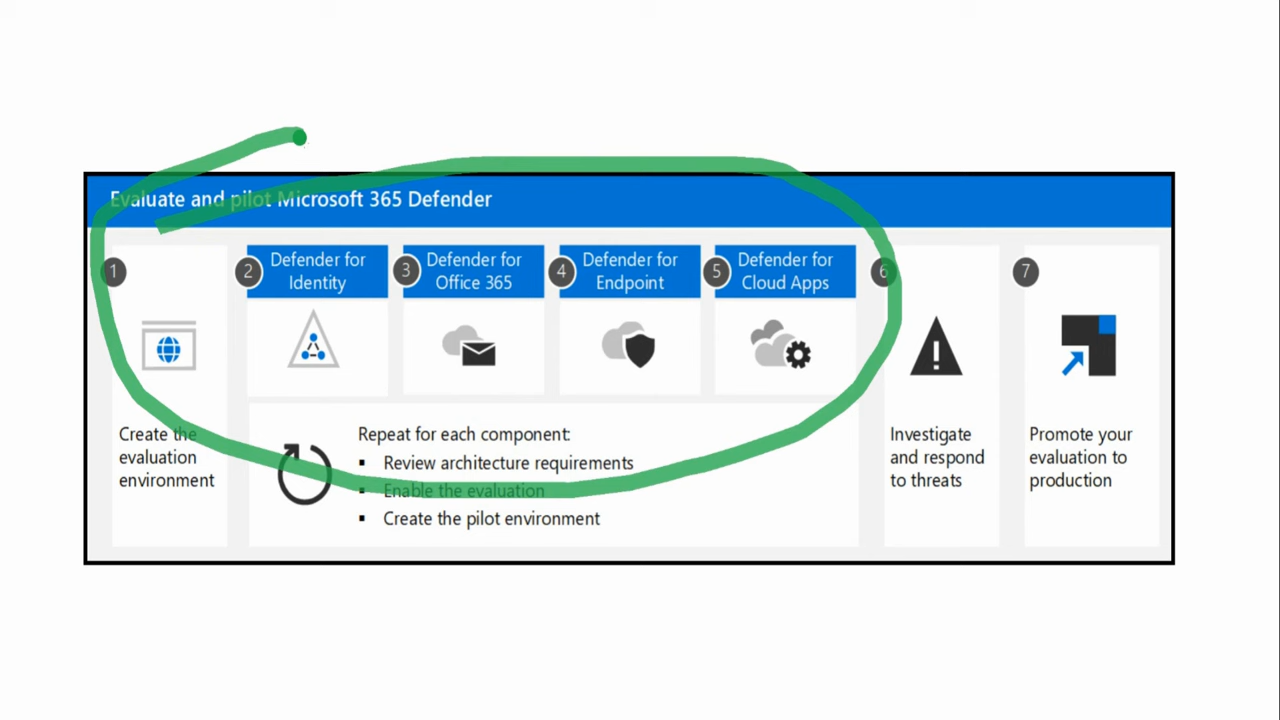 Evaluate and pilot Microsoft 365 Defender
1
Create the
evaluation
environment
2
Defender for
Identity
3
Defender for
Office 365
4
Defender for
Endpoint
5
Defender for
Cloud Apps
Repeat for each component:
▪ Review architecture requirements
▪ Enable the evaluation
▪ Create the pilot environment
6
Investigate
and respond
to threats
7
Promote your
evaluation to
production